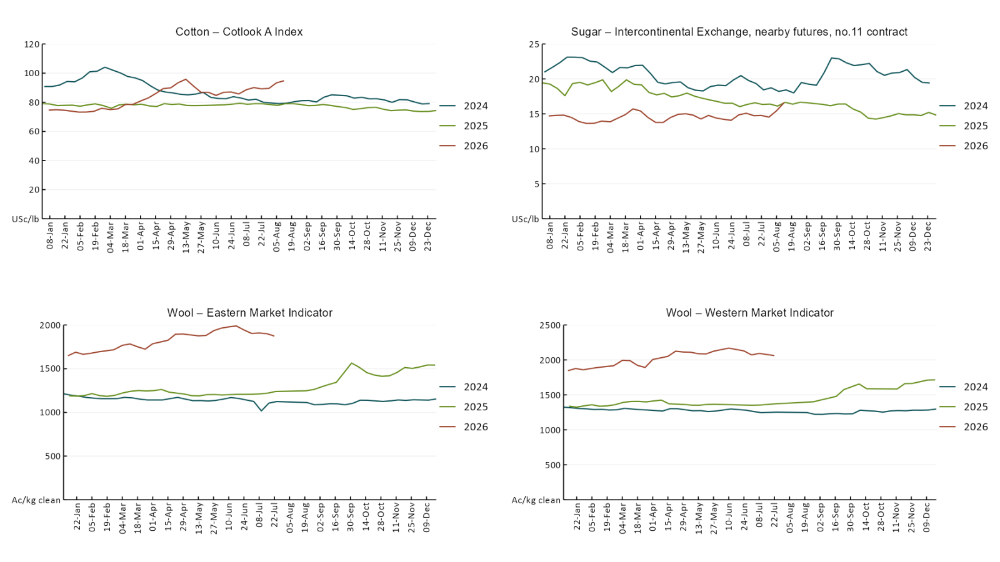 Cotton – Cotlook A Index
120
100
80
60
40
20
USc/lb
08-Jan
22-Jan
05-Feb
19-Feb
04-Mar
18-Mar
01-Apr
15-Apr
29-Apr
13-May
27-May
10-Jun
24-Jun
08-Jul
22-Jul
05-Aug
19-Aug
02-Sep
16-Sep
30-Sep
14-Oct
28-Oct
11-Nov
25-Nov
09-Dec
23-Dec
2024
2025
2026
Sugar – Intercontinental Exchange, nearby futures, no.11 contract
25
20
15
10
5
USc/lb
08-Jan
22-Jan
05-Feb
19-Feb
04-Mar
18-Mar
01-Apr
15-Apr
29-Apr
13-May
27-May
10-Jun
24-Jun
08-Jul
22-Jul
05-Aug
19-Aug
02-Sep
16-Sep
30-Sep
14-Oct
28-Oct
11-Nov
25-Nov
09-Dec
23-Dec
2024
2025
2026
Wool – Eastern Market Indicator
2000
1500
1000
500
Ac/kg clean
22-Jan
05-Feb
19-Feb
04-Mar
18-Mar
01-Apr
15-Apr
29-Apr
13-May
27-May
10-Jun
24-Jun
08-Jul
22-Jul
05-Aug
19-Aug
02-Sep
16-Sep
30-Sep
14-Oct
28-Oct
11-Nov
25-Nov
09-Dec
2024
2025
2026
Wool – Western Market Indicator
2500
2000
1500
1000
500
Ac/kg clean
22-Jan
05-Feb
19-Feb
04-Mar
18-Mar
01-Apr
15-Apr
29-Apr
13-May
27-May
10-Jun
24-Jun
08-Jul
22-Jul
05-Aug
19-Aug
02-Sep
16-Sep
30-Sep
14-Oct
28-Oct
11-Nov
25-Nov
09-Dec
2024
2025
2026